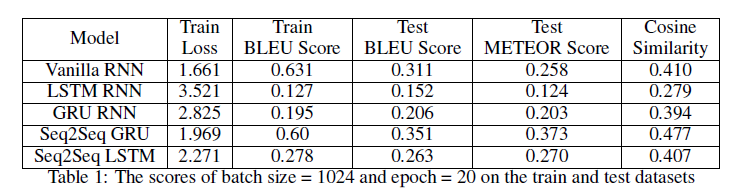 Model Train Loss Train BLEU Score Test BLEU Score Test METEOR Score Cosine Similarity
Vanilla RNN 1.661 0.631 0.311 0.258 0.410
LSTM RNN 3.521 0.127 0.152 0.124 0.279
GRU RNN 2.825 0.195 0.206 0.203 0.394
Seq2Seq GRU 1.969 0.60 0.351 0.373 0.477
Seq2Seq LSTM 2.271 0.278 0.263 0.270 0.407
Table 1: The scores of batch size = 1024 and epoch = 20 on the train and test datasets